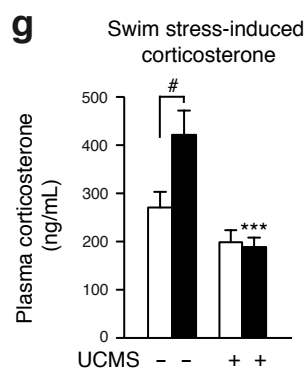 g
Swim stress-induced
corticosterone
#
500
400
300
200
100
0
Plasma corticosterone
(ng/mL)
***
UCMS – – + +